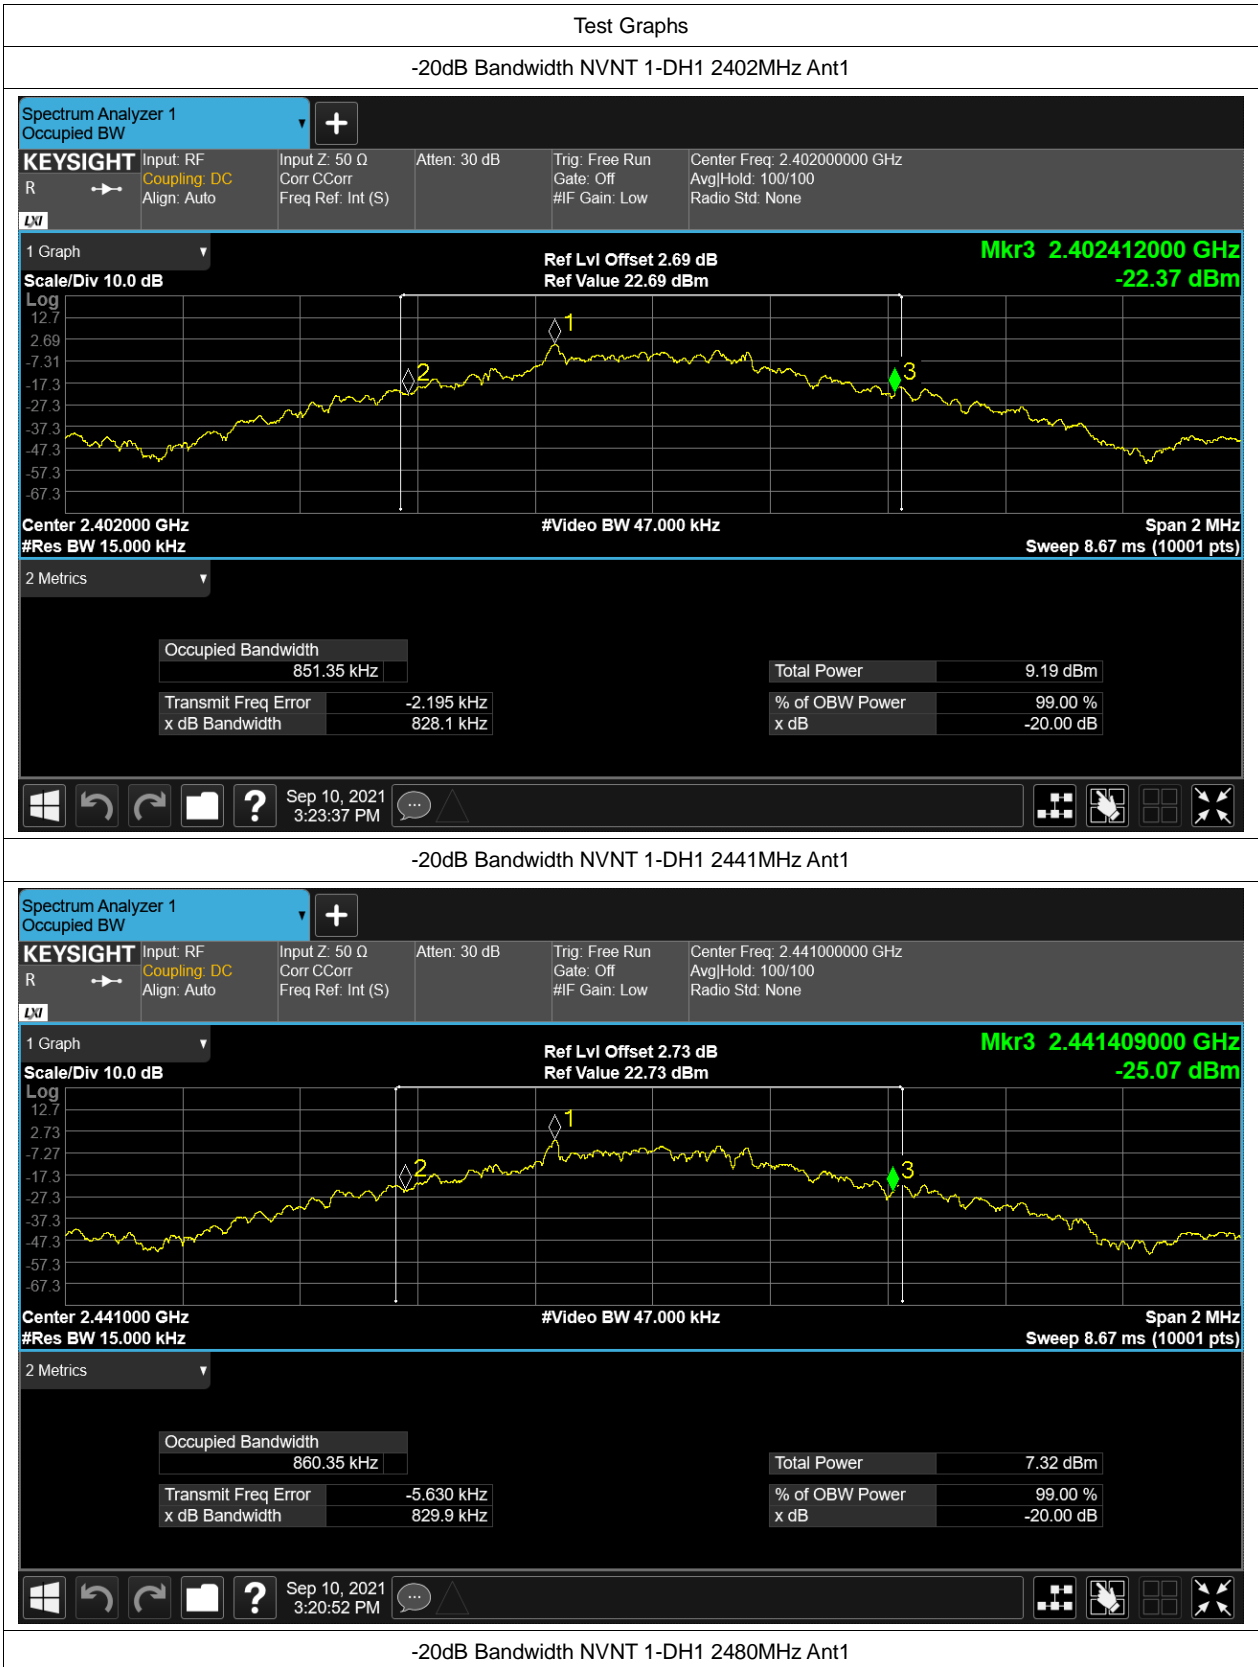 Test Graphs
-20dB Bandwidth NVNT 1-DH1 2402MHz Ant1
Spectrum Analyzer 1
Occupied BW
KEYSIGHT
R
LXI
Input: RF
Coupling: DC
Align: Auto
Input Z: 50 Ω
Corr CCorr
Freq Ref: Int (S)
Atten: 30 dB
Trig: Free Run
Gate: Off
#IF Gain: Low
Center Freq: 2.402000000 GHz
Avg|Hold: 100/100
Radio Std: None
1 Graph
Scale/Div 10.0 dB
Ref Lvl Offset 2.69 dB
Ref Value 22.69 dBm
Mkr3 2.402412000 GHz
-22.37 dBm
Log
12.7
2.69
-7.31
-17.3
-27.3
-37.3
-47.3
-57.3
-67.3
1
2
3
Center 2.402000 GHz
#Res BW 15.000 kHz
#Video BW 47.000 kHz
Span 2 MHz
Sweep 8.67 ms (10001 pts)
2 Metrics
Occupied Bandwidth
851.35 kHz
Transmit Freq Error -2.195 kHz
x dB Bandwidth 828.1 kHz
Total Power 9.19 dBm
% of OBW Power 99.00 %
x dB -20.00 dB
?
Sep 10, 2021
3:23:37 PM
-20dB Bandwidth NVNT 1-DH1 2441MHz Ant1
Spectrum Analyzer 1
Occupied BW
KEYSIGHT
R
LXI
Input: RF
Coupling: DC
Align: Auto
Input Z: 50 Ω
Corr CCorr
Freq Ref: Int (S)
Atten: 30 dB
Trig: Free Run
Gate: Off
#IF Gain: Low
Center Freq: 2.441000000 GHz
Avg|Hold: 100/100
Radio Std: None
1 Graph
Scale/Div 10.0 dB
Ref Lvl Offset 2.73 dB
Ref Value 22.73 dBm
Mkr3 2.441409000 GHz
-25.07 dBm
Log
12.7
2.73
-7.27
-17.3
-27.3
-37.3
-47.3
-57.3
-67.3
1
2
3
Center 2.441000 GHz
#Res BW 15.000 kHz
#Video BW 47.000 kHz
Span 2 MHz
Sweep 8.67 ms (10001 pts)
2 Metrics
Occupied Bandwidth
860.35 kHz
Transmit Freq Error -5.630 kHz
x dB Bandwidth 829.9 kHz
Total Power 7.32 dBm
% of OBW Power 99.00 %
x dB -20.00 dB
?
Sep 10, 2021
3:20:52 PM
-20dB Bandwidth NVNT 1-DH1 2480MHz Ant1